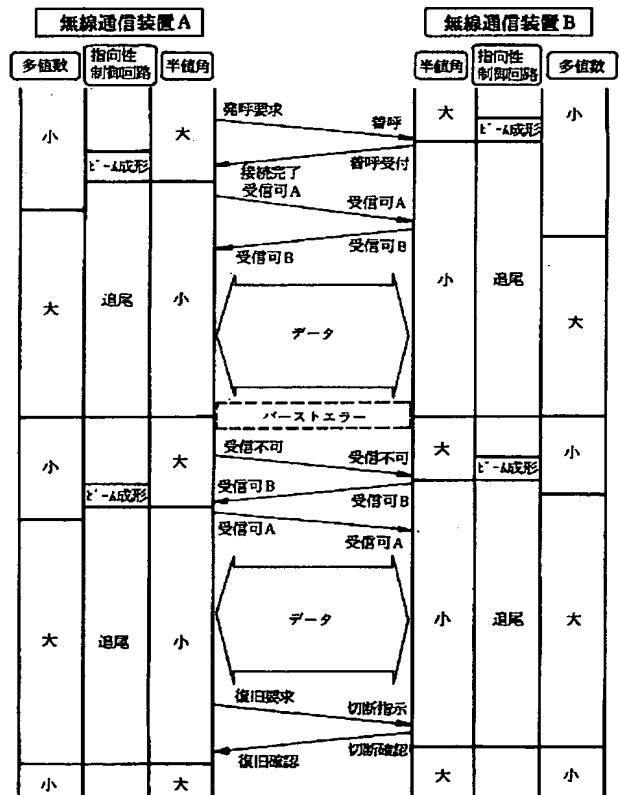 無線通信装置A
無線通信装置B
多値数
指向性
制御回路
半値角
半値角
指向性
制御回路
多値数
小
大
発呼要求
着呼
大
小
ビーム成形
ビーム成形
接続完了
着呼受付
受信可A
受信可A
受信可B
受信可B
大
追尾
小
データ
小
追尾
大
バーストエラー
小
大
受信不可
受信不可
大
小
ビーム成形
ビーム成形
受信可B
受信可B
受信可A
受信可A
大
追尾
小
データ
小
追尾
大
復旧要求
切断指示
復旧確認
切断確認
小
大
大
小